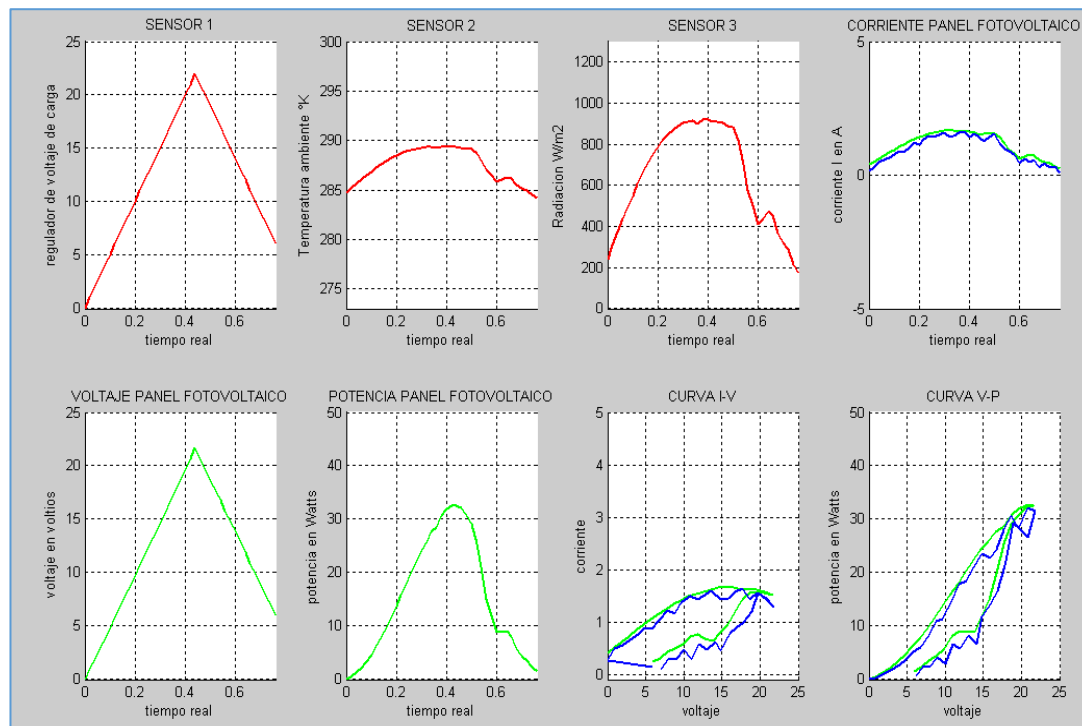 SENSOR 1
25
20
15
10
5
0
regulador de voltaje de carga
0 0.2 0.4 0.6
tiempo real
SENSOR 2
300
295
290
285
280
275
Temperatura ambiente °K
0 0.2 0.4 0.6
tiempo real
SENSOR 3
1200
1000
800
600
400
200
0
Radiacion W/m2
0 0.2 0.4 0.6
tiempo real
CORRIENTE PANEL FOTOVOLTAICO
5
0
-5
corriente I en A
0 0.2 0.4 0.6
tiempo real
VOLTAJE PANEL FOTOVOLTAICO
25
20
15
10
5
0
voltaje en voltios
0 0.2 0.4 0.6
tiempo real
POTENCIA PANEL FOTOVOLTAICO
50
40
30
20
10
0
potencia en Watts
0 0.2 0.4 0.6
tiempo real
CURVA I-V
5
4
3
2
1
0
corriente
0 5 10 15 20 25
voltaje
CURVA V-P
50
40
30
20
10
0
potencia en Watts
0 5 10 15 20 25
voltaje